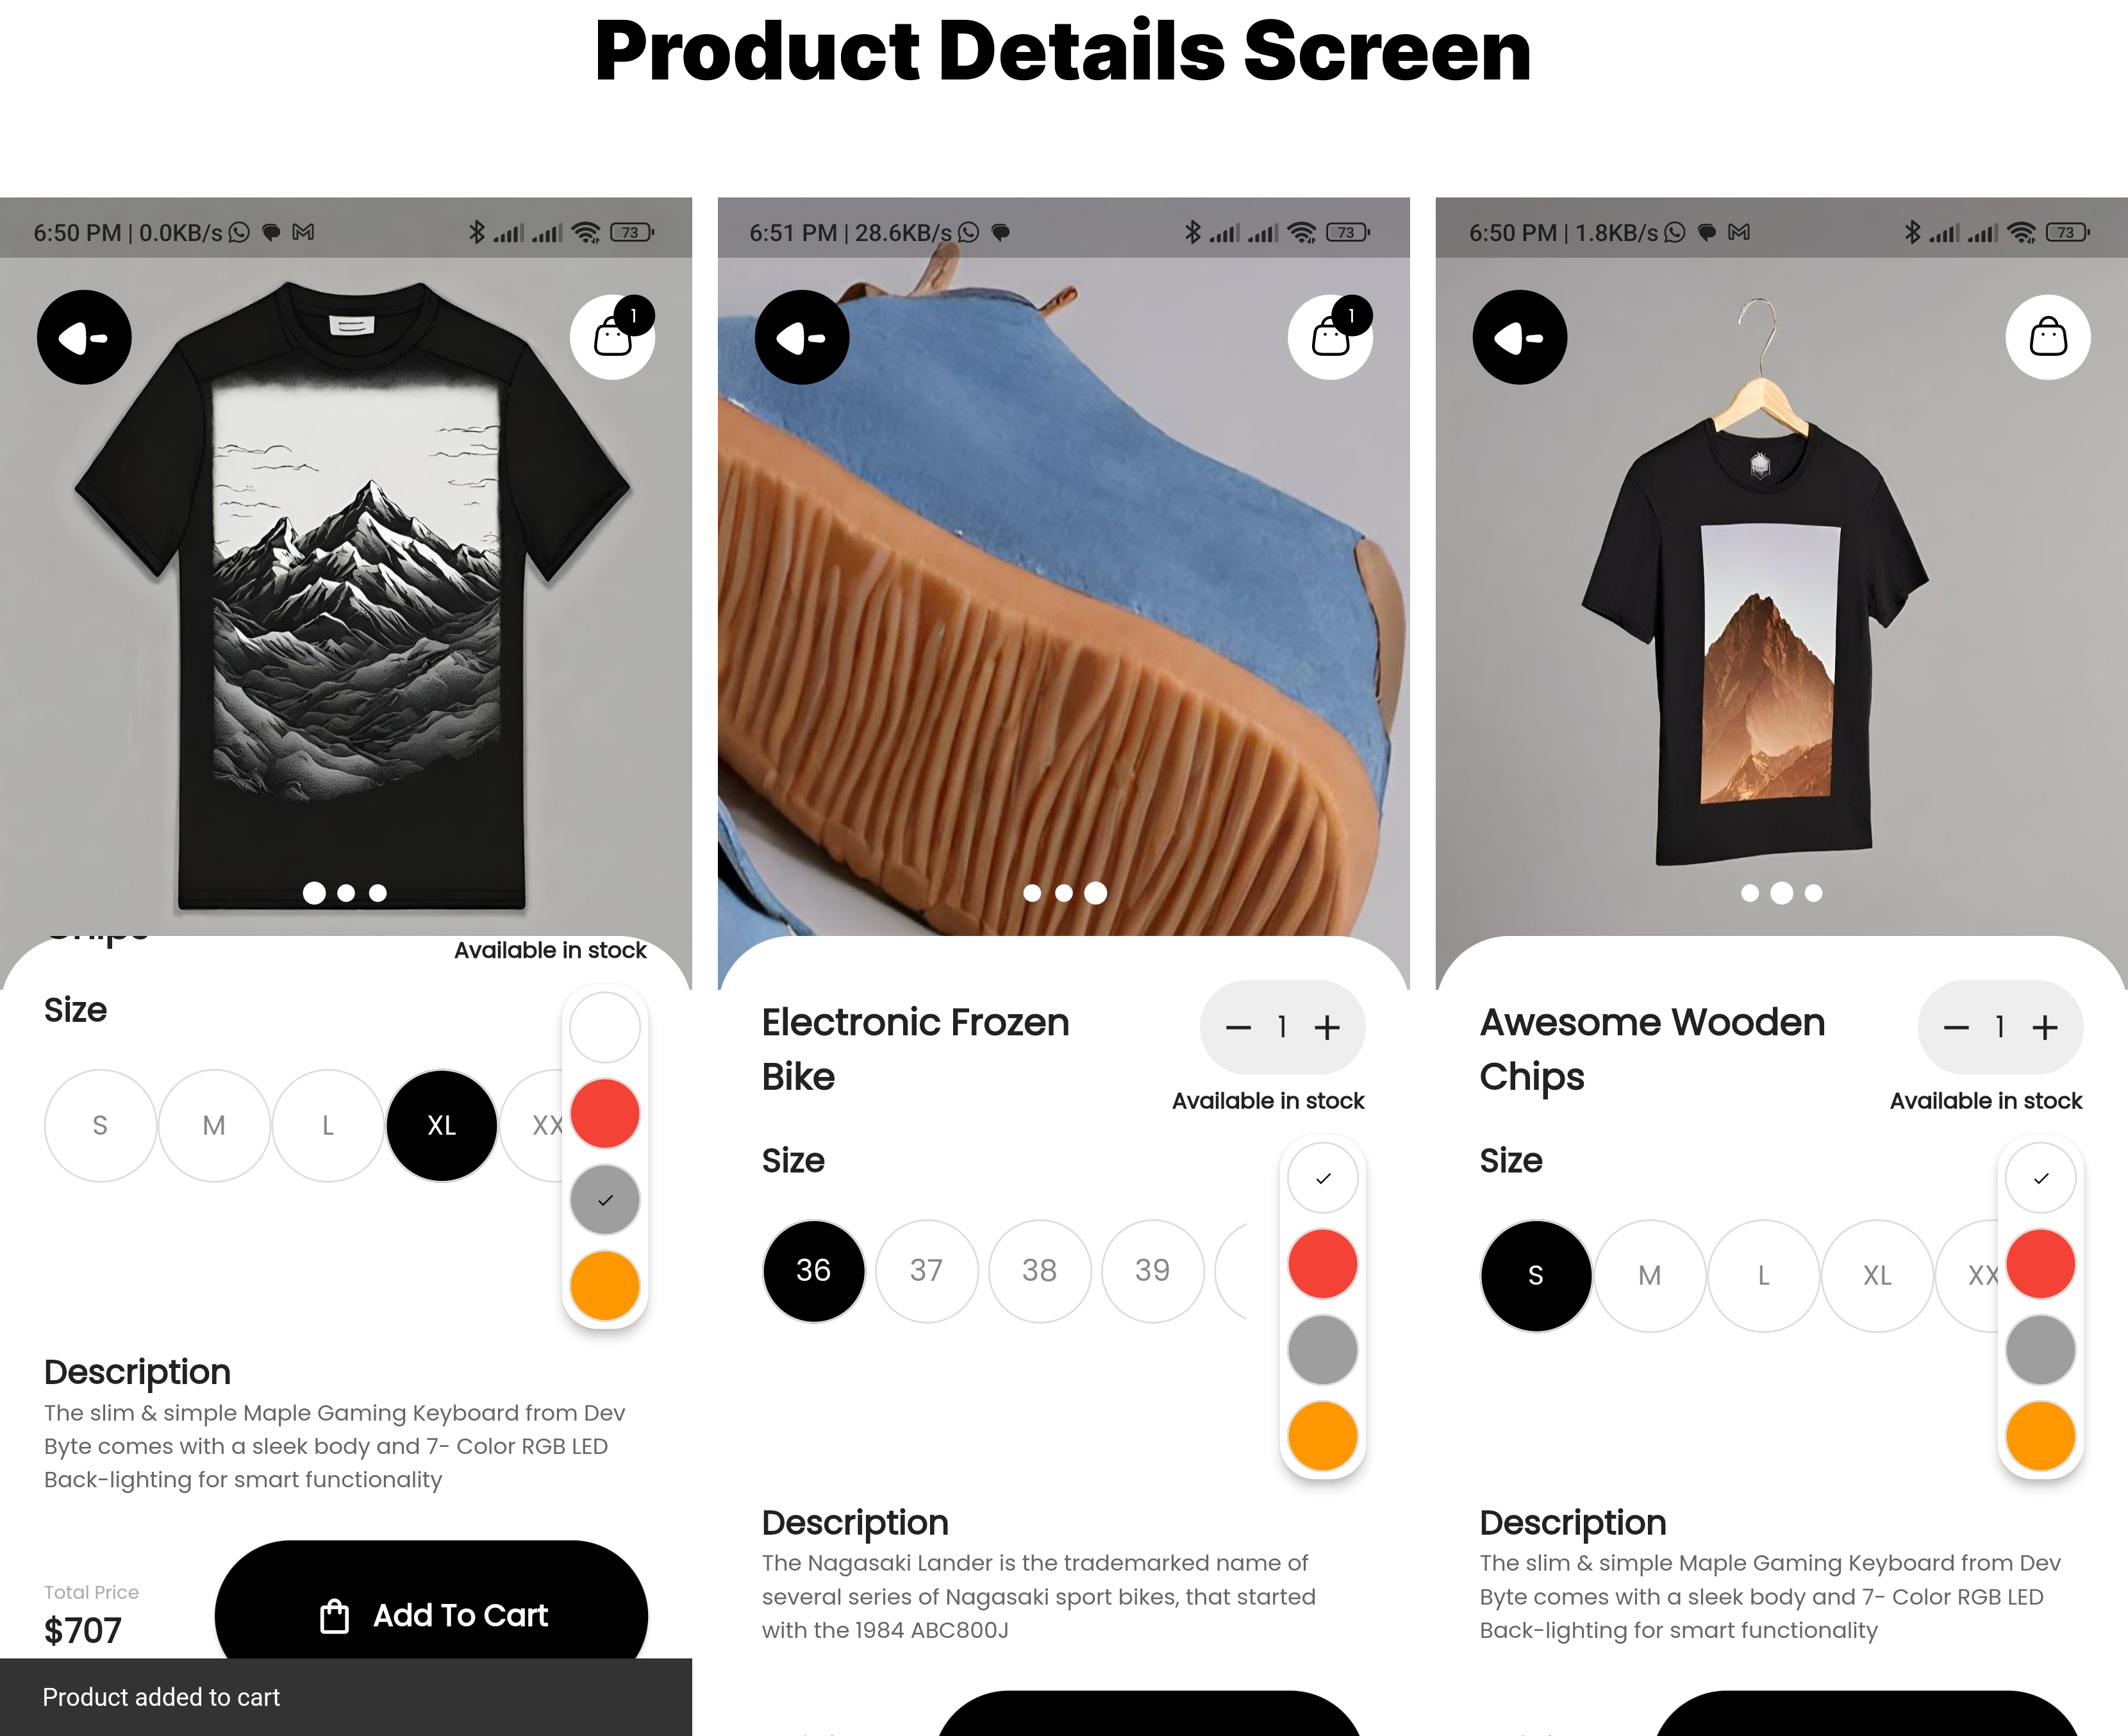 Product Details Screen
6:50 PM | 0.0KB/s
73
1
Available in stock
Size
S
M
L
XL
Description
The slim & simple Maple Gaming Keyboard from Dev
Byte comes with a sleek body and 7- Color RGB LED
Back-lighting for smart functionality
Total Price
$707
Add To Cart
Product added to cart
6:51 PM | 28.6KB/s
73
1
Electronic Frozen
Bike
1
Available in stock
Size
36
37
38
39
Description
The Nagasaki Lander is the trademarked name of
several series of Nagasaki sport bikes, that started
with the 1984 ABC800J
6:50 PM | 1.8KB/s
73
Awesome Wooden
Chips
1
Available in stock
Size
S
M
L
XL
Description
The slim & simple Maple Gaming Keyboard from Dev
Byte comes with a sleek body and 7- Color RGB LED
Back-lighting for smart functionality